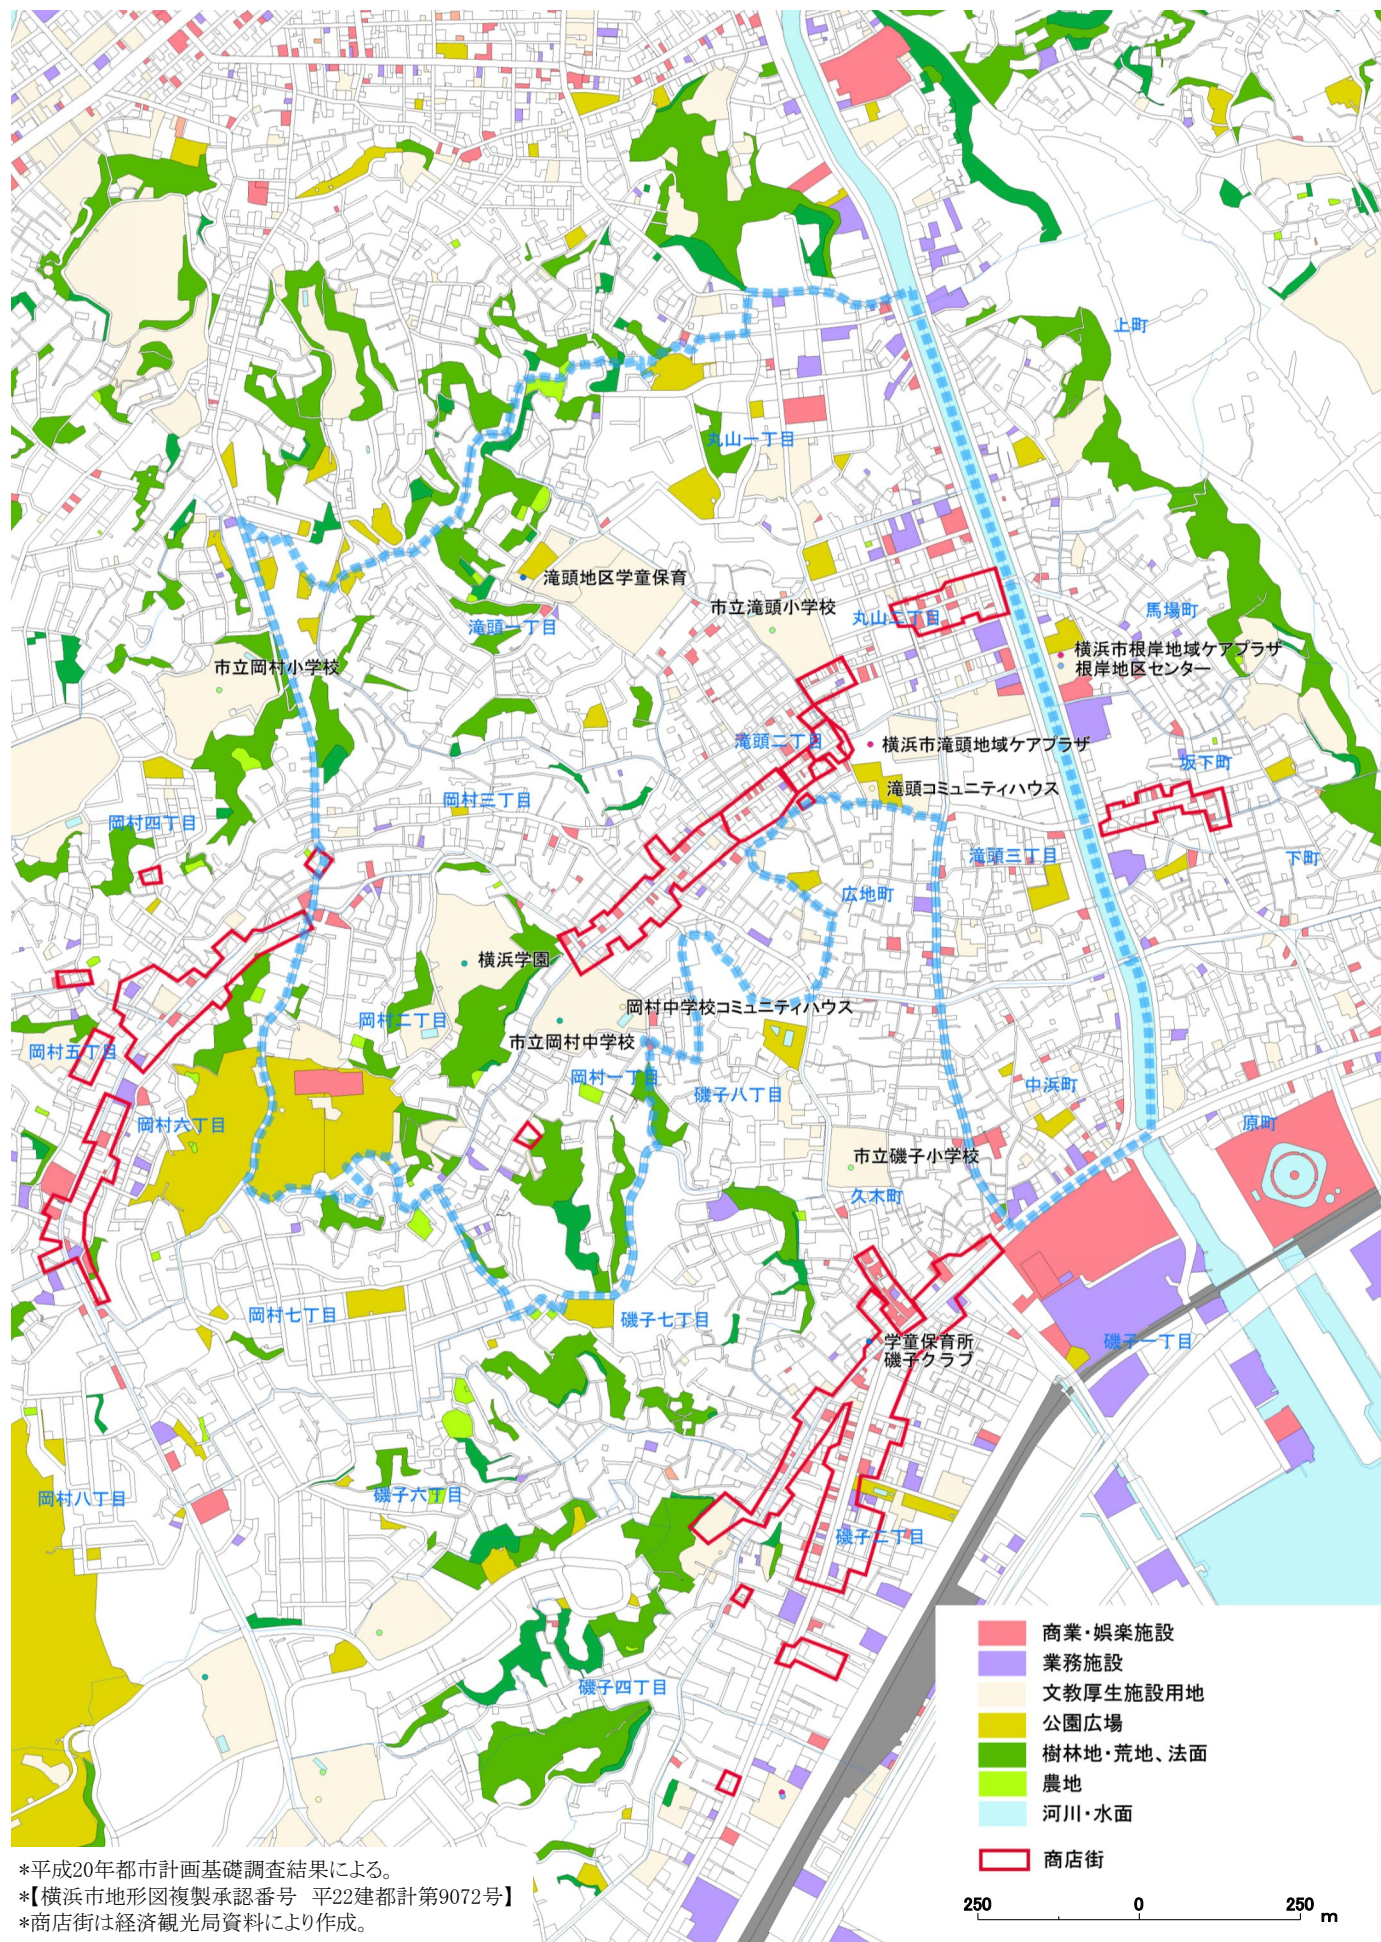 上町
丸山一丁目
滝頭地区学童保育
市立滝頭小学校
滝頭一丁目
丸山二丁目
馬場町
横浜市根岸地域ケアプラザ
根岸地区センター
市立岡村小学校
滝頭二丁目
横浜市滝頭地域ケアプラザ
坂下町
滝頭コミュニティハウス
岡村三丁目
岡村四丁目
滝頭三丁目
下町
広地町
横浜学園
岡村中学校コミュニティハウス
岡村二丁目
市立岡村中学校
岡村五丁目
岡村一丁目
磯子八丁目
中浜町
岡村六丁目
原町
市立磯子小学校
久木町
岡村七丁目
磯子七丁目
学童保育所
磯子クラブ
磯子一丁目
岡村八丁目
磯子六丁目
磯子二丁目
磯子四丁目
商業・娯楽施設
業務施設
文教厚生施設用地
公園広場
樹林地・荒地、法面
農地
河川・水面
商店街
250 0 250 m
*平成20年都市計画基礎調査結果による。
*【横浜市地形図複製承認番号　平22建都計第9072号】
*商店街は経済観光局資料により作成。